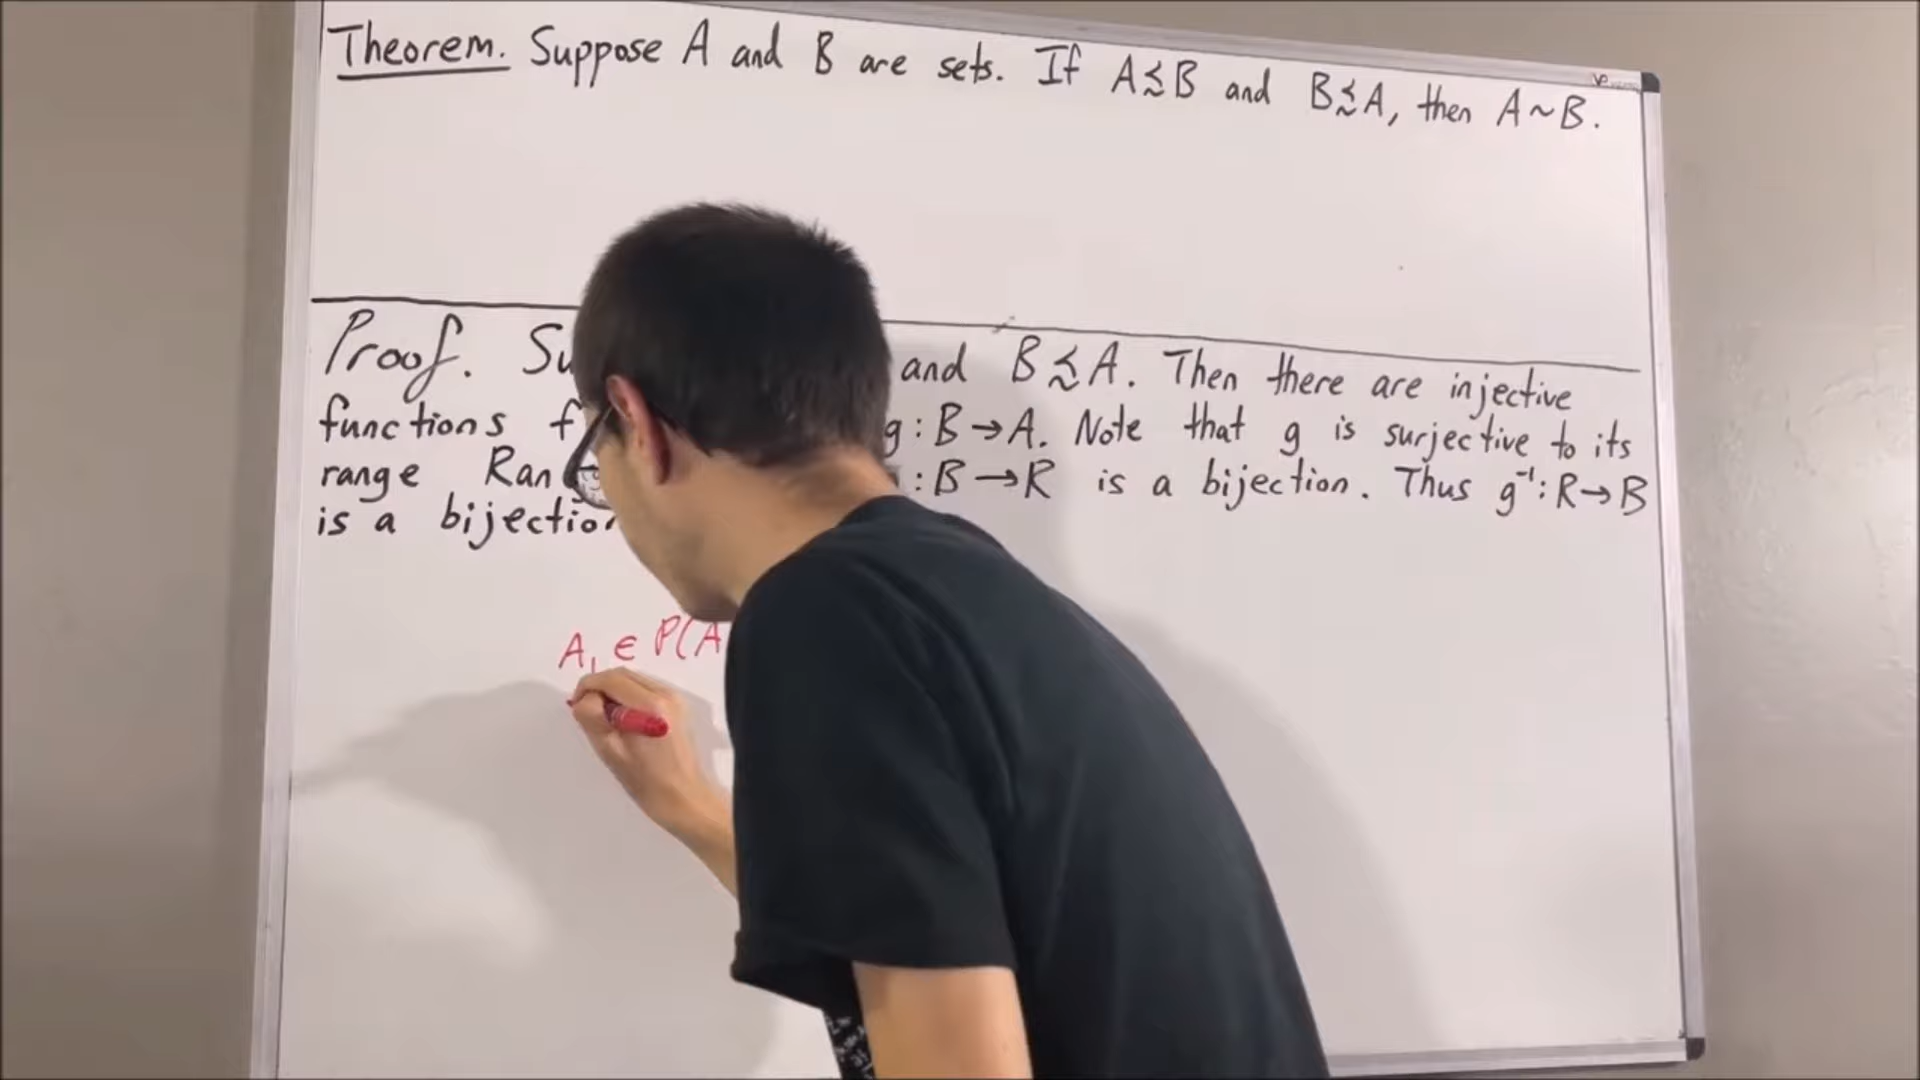 Theorem. Suppose A and B are sets. If A≾B and B≾A, then A∼B.
Proof. Su and B≾A. Then there are injective
functions f g : B → A. Note that g is surjective to its
range Ran : B → R is a bijection. Thus g⁻¹ : R → B
is a bijection
A₁ ∈ P(A